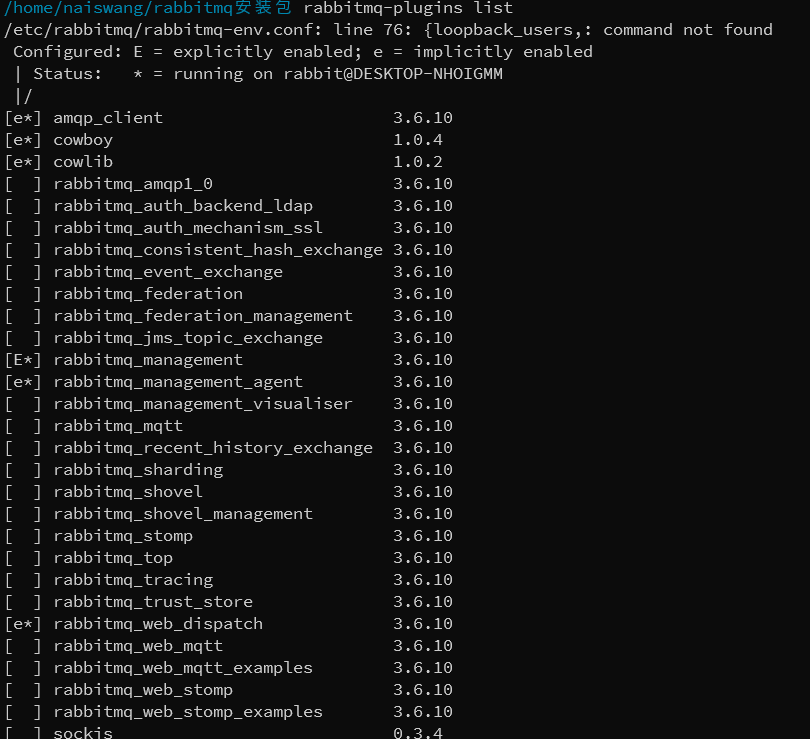 /home/naiswang/rabbitmq安装包 rabbitmq-plugins list
/etc/rabbitmq/rabbitmq-env.conf: line 76: {loopback_users,: command not found
 Configured: E = explicitly enabled; e = implicitly enabled
 | Status:   * = running on rabbit@DESKTOP-NHOIGMM
 |/
[e*] amqp_client                       3.6.10
[e*] cowboy                            1.0.4
[e*] cowlib                            1.0.2
[  ] rabbitmq_amqp1_0                  3.6.10
[  ] rabbitmq_auth_backend_ldap        3.6.10
[  ] rabbitmq_auth_mechanism_ssl       3.6.10
[  ] rabbitmq_consistent_hash_exchange 3.6.10
[  ] rabbitmq_event_exchange           3.6.10
[  ] rabbitmq_federation               3.6.10
[  ] rabbitmq_federation_management    3.6.10
[  ] rabbitmq_jms_topic_exchange       3.6.10
[E*] rabbitmq_management               3.6.10
[e*] rabbitmq_management_agent         3.6.10
[  ] rabbitmq_management_visualiser    3.6.10
[  ] rabbitmq_mqtt                     3.6.10
[  ] rabbitmq_recent_history_exchange  3.6.10
[  ] rabbitmq_sharding                 3.6.10
[  ] rabbitmq_shovel                   3.6.10
[  ] rabbitmq_shovel_management        3.6.10
[  ] rabbitmq_stomp                    3.6.10
[  ] rabbitmq_top                      3.6.10
[  ] rabbitmq_tracing                  3.6.10
[  ] rabbitmq_trust_store              3.6.10
[e*] rabbitmq_web_dispatch             3.6.10
[  ] rabbitmq_web_mqtt                 3.6.10
[  ] rabbitmq_web_mqtt_examples        3.6.10
[  ] rabbitmq_web_stomp                3.6.10
[  ] rabbitmq_web_stomp_examples       3.6.10
[  ] sockjs                            0.3.4